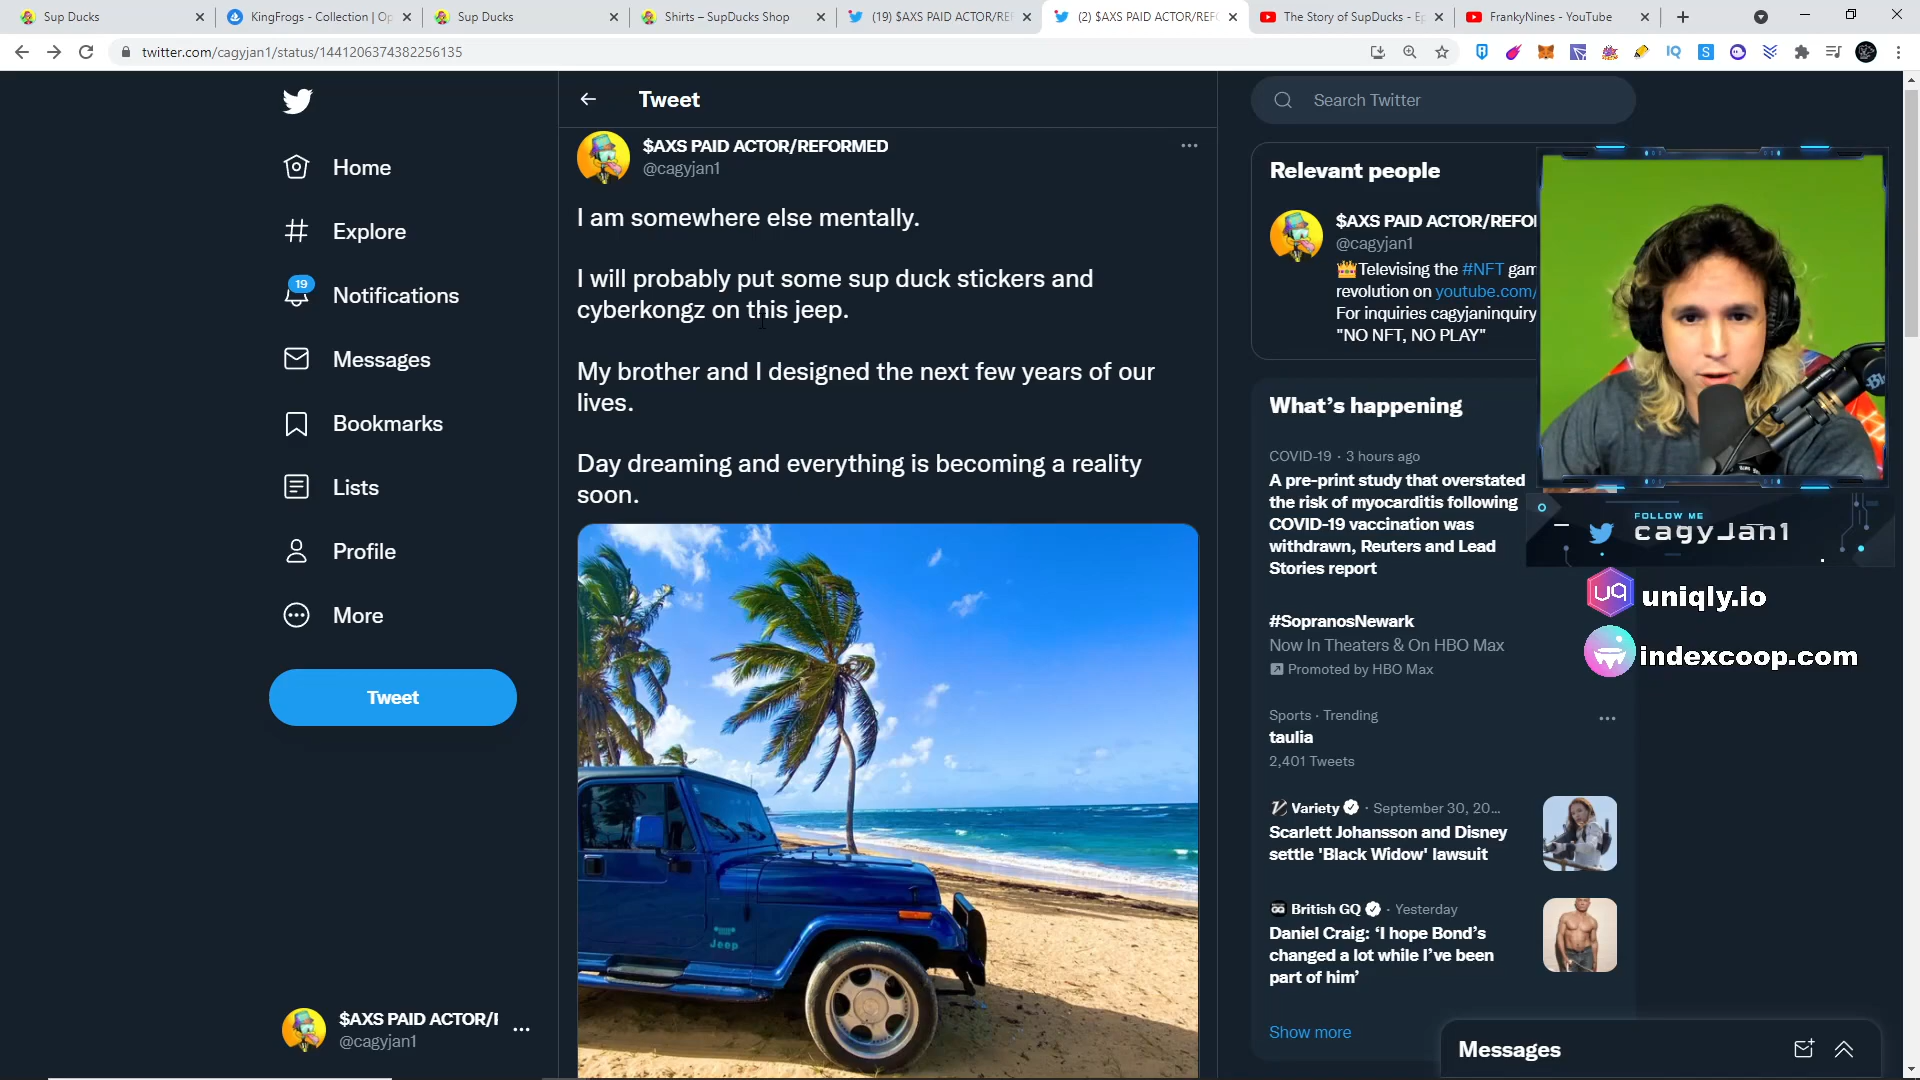 Sup Ducks
KingFrogs - Collection | Op
Sup Ducks
Shirts – SupDucks Shop
(19) $AXS PAID ACTOR/REF
(2) $AXS PAID ACTOR/REFO
The Story of SupDucks - Ep
FrankyNines - YouTube
twitter.com/cagyjan1/status/1441206374382256135
Home
Explore
19
Notifications
Messages
Bookmarks
Lists
Profile
More
Tweet
$AXS PAID ACTOR/F
@cagyjan1
Tweet
$AXS PAID ACTOR/REFORMED
@cagyjan1
I am somewhere else mentally.
I will probably put some sup duck stickers and
cyberkongz on this jeep.
My brother and I designed the next few years of our
lives.
Day dreaming and everything is becoming a reality
soon.
Jeep
Search Twitter
Relevant people
$AXS PAID ACTOR/REFO
@cagyjan1
Televising the #NFT gam
revolution on youtube.com/
For inquiries cagyjaninquiry
"NO NFT, NO PLAY"
What's happening
COVID-19 · 3 hours ago
A pre-print study that overstated
the risk of myocarditis following
COVID-19 vaccination was
withdrawn, Reuters and Lead
Stories report
#SopranosNewark
Now In Theaters & On HBO Max
Promoted by HBO Max
Sports · Trending
taulia
2,401 Tweets
Variety · September 30, 20...
Scarlett Johansson and Disney
settle 'Black Widow' lawsuit
British GQ · Yesterday
Daniel Craig: ‘I hope Bond’s
changed a lot while I’ve been
part of him’
Show more
FOLLOW ME
cagyJan1
uniqly.io
indexcoop.com
Messages